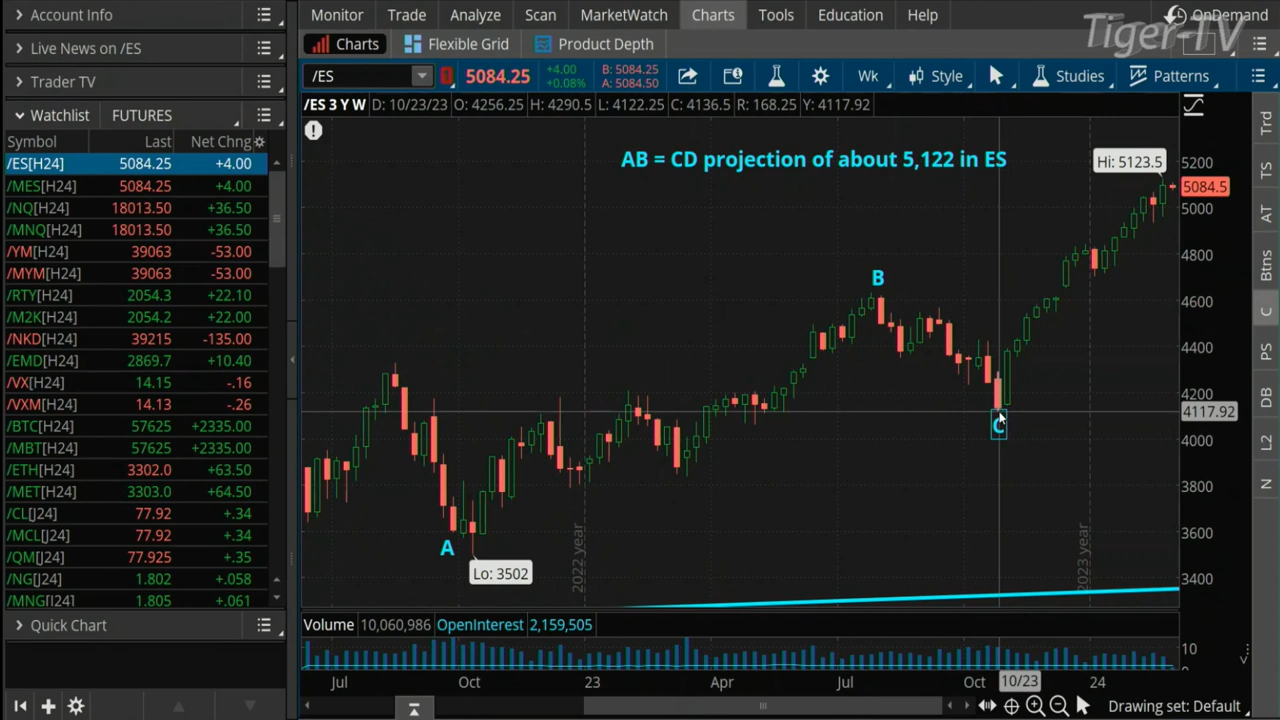 Account Info
Live News on /ES
Trader TV
Watchlist FUTURES
Symbol Last Net Chng
/ES[H24] 5084.25 +4.00
/MES[H24] 5084.25 +4.00
/NQ[H24] 18013.50 +36.50
/MNQ[H24] 18013.50 +36.50
/YM[H24] 39063 -53.00
/MYM[H24] 39063 -53.00
/RTY[H24] 2054.3 +22.10
/M2K[H24] 2054.2 +22.00
/NKD[H24] 39215 -135.00
/EMD[H24] 2869.7 +10.40
/VX[H24] 14.15 -.16
/VXM[H24] 14.13 -.26
/BTC[H24] 57625 +2335.00
/MBT[H24] 57625 +2335.00
/ETH[H24] 3302.0 +63.50
/MET[H24] 3303.0 +64.50
/CL[J24] 77.92 +.34
/MCL[J24] 77.92 +.34
/QM[J24] 77.925 +.35
/NG[J24] 1.802 +.058
/MNG[J24] 1.805 +.061
Quick Chart
Monitor Trade Analyze Scan MarketWatch Charts Tools Education Help OnDemand
Tiger-TV
Charts Flexible Grid Product Depth
/ES 5084.25 +4.00 +0.08% B: 5084.25 A: 5084.50 Wk Style Studies Patterns
/ES 3 Y W D: 10/23/23 O: 4256.25 H: 4290.5 L: 4122.25 C: 4136.5 R: 168.25 Y: 4117.92
AB = CD projection of about 5,122 in ES
Hi: 5123.5
B
C
A
Lo: 3502
2022 year
2023 year
5200
5084.5
5000
4800
4600
4400
4200
4117.92
4000
3800
3600
3400
Volume 10,060,986 OpenInterest 2,159,505
10
0
Jul Oct 23 Apr Jul Oct 10/23 24
Drawing set: Default
Trd
TS
AT
Btns
C
PS
DB
L2
N